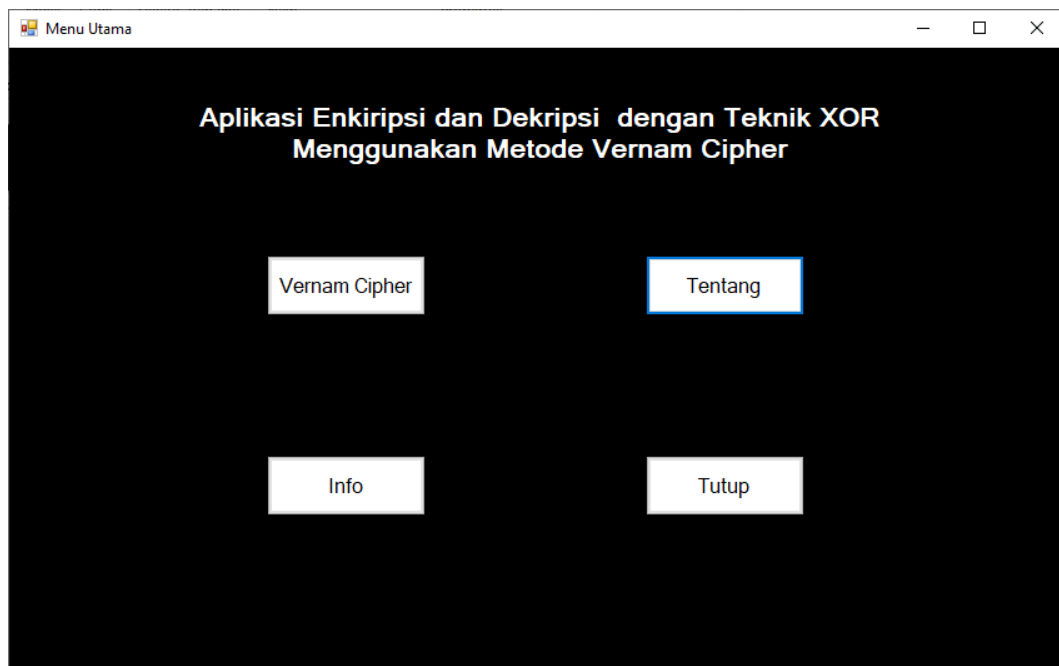 Menu Utama
Aplikasi Enkiripsi dan Dekripsi  dengan Teknik XOR
Menggunakan Metode Vernam Cipher
Vernam Cipher
Tentang
Info
Tutup